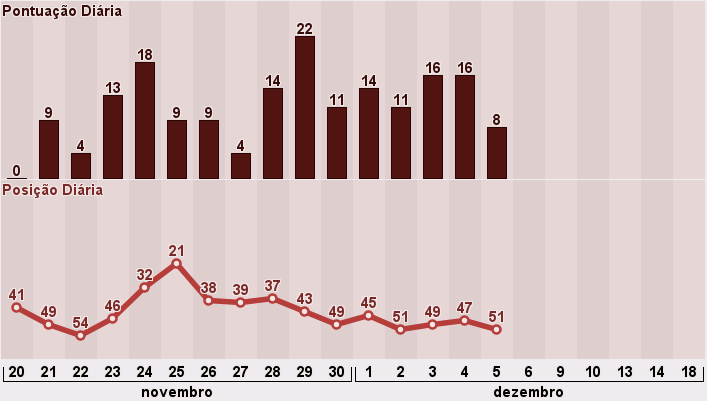 Pontuação Diária
0 9 4 13 18 9 9 4 14 22 11 14 11 16 16 8
Posição Diária
41 49 54 46 32 21 38 39 37 43 49 45 51 49 47 51
20 21 22 23 24 25 26 27 28 29 30 1 2 3 4 5 6 9 10 13 14 18
novembro dezembro